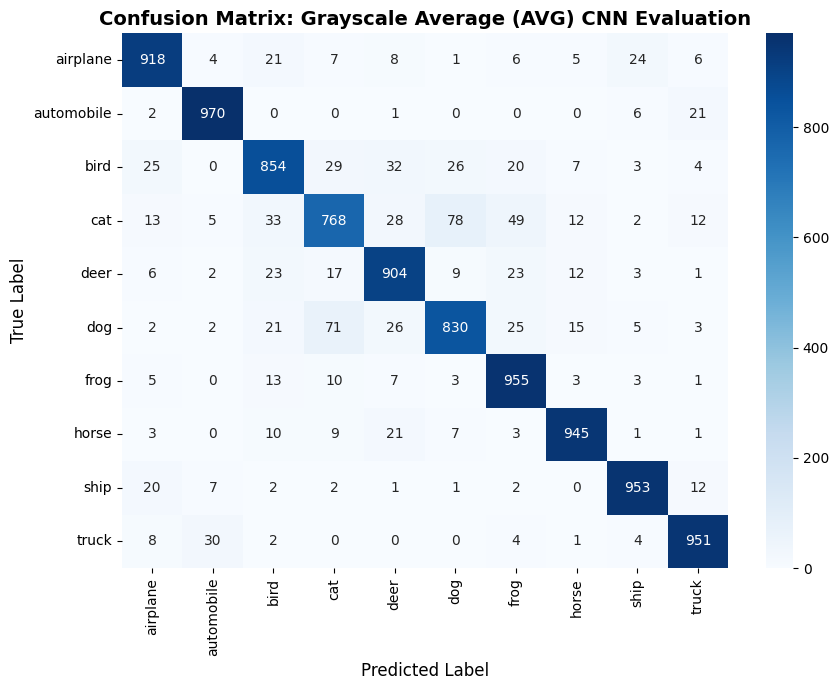 Confusion Matrix: Grayscale Average (AVG) CNN Evaluation
airplane 918 4 21 7 8 1 6 5 24 6
automobile 2 970 0 0 1 0 0 0 6 21
bird 25 0 854 29 32 26 20 7 3 4
cat 13 5 33 768 28 78 49 12 2 12
deer 6 2 23 17 904 9 23 12 3 1
dog 2 2 21 71 26 830 25 15 5 3
frog 5 0 13 10 7 3 955 3 3 1
horse 3 0 10 9 21 7 3 945 1 1
ship 20 7 2 2 1 1 2 0 953 12
truck 8 30 2 0 0 0 4 1 4 951
True Label
airplane automobile bird cat deer dog frog horse ship truck
Predicted Label
800
600
400
200
0